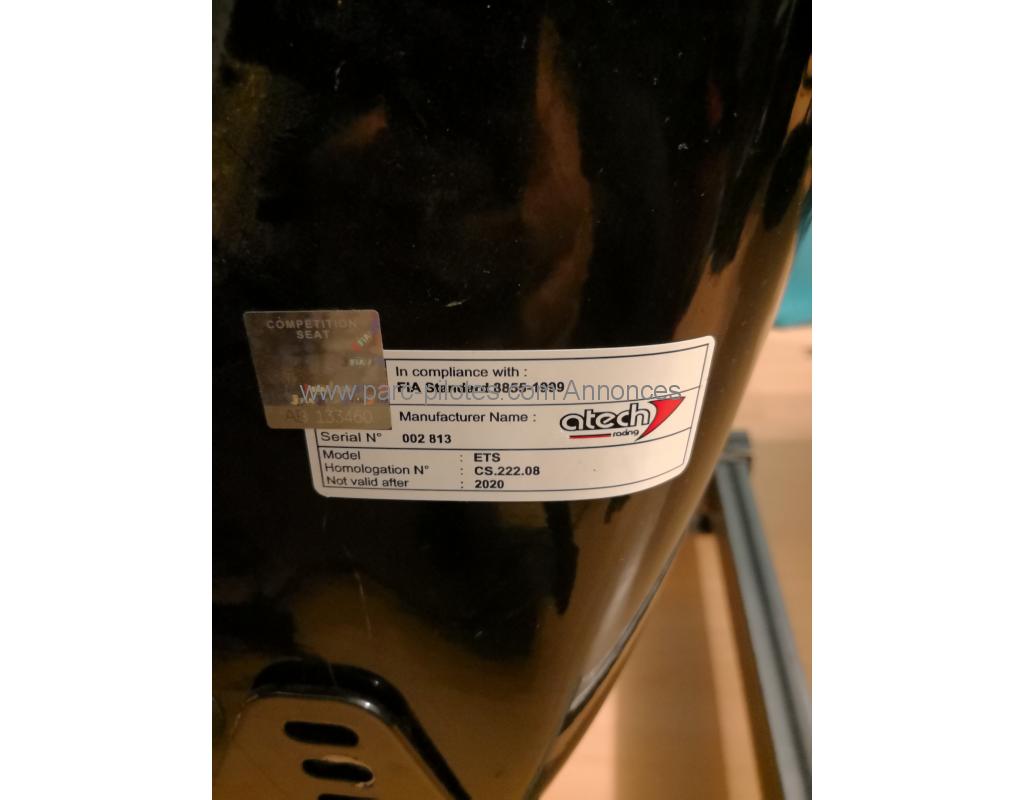 COMPETITION
SEAT
FIA
AB 133460
In compliance with :
FIA Standard 8855-1999
www.parc-pilotes.com Annonces
Manufacturer Name : atech
racing
Serial N° 002 813
Model : ETS
Homologation N° : CS.222.08
Not valid after : 2020